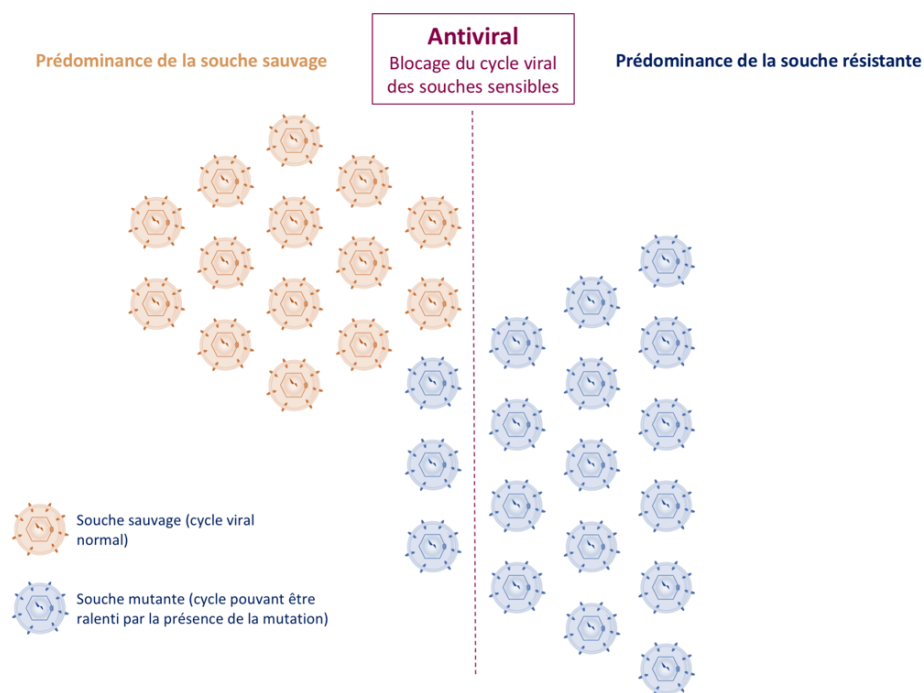 Prédominance de la souche sauvage
Antiviral
Blocage du cycle viral
des souches sensibles
Prédominance de la souche résistante
Souche sauvage (cycle viral
normal)
Souche mutante (cycle pouvant être
ralenti par la présence de la mutation)